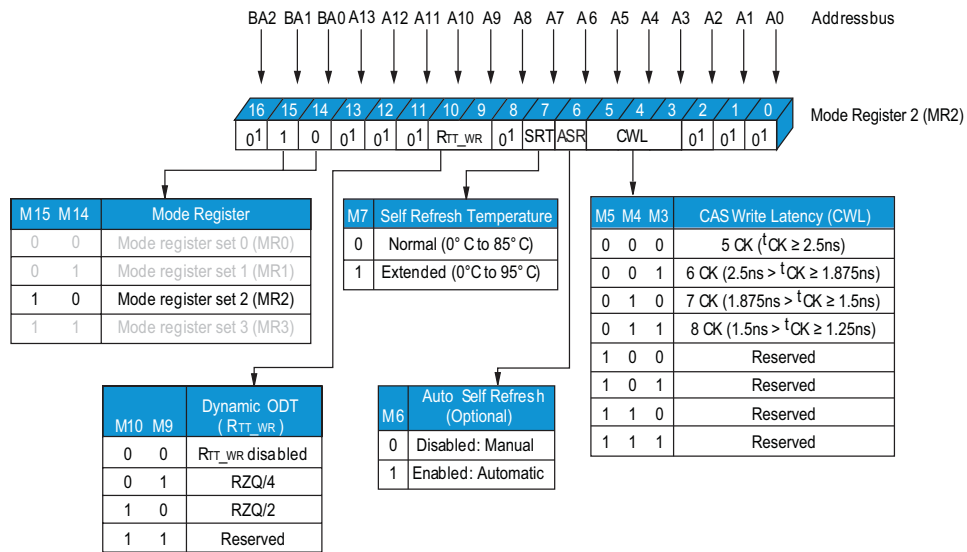 BA2 BA1 BA0 A13 A12 A11 A10 A9 A8 A7 A6 A5 A4 A3 A2 A1 A0 Addressbus
16 15 14 13 12 11 10 9 8 7 6 5 4 3 2 1 0 Mode Register 2 (MR2)
0¹ 1 0 0¹ 0¹ 0¹ RTT_WR 0¹ SRT ASR CWL 0¹ 0¹ 0¹
M15 M14 Mode Register
0 0 Mode register set 0 (MR0)
0 1 Mode register set 1 (MR1)
1 0 Mode register set 2 (MR2)
1 1 Mode register set 3 (MR3)
M7 Self Refresh Temperature
0 Normal (0° C to 85° C)
1 Extended (0°C to 95° C)
M5 M4 M3 CAS Write Latency (CWL)
0 0 0 5 CK (tCK ≥ 2.5ns)
0 0 1 6 CK (2.5ns > tCK ≥ 1.875ns)
0 1 0 7 CK (1.875ns > tCK ≥ 1.5ns)
0 1 1 8 CK (1.5ns > tCK ≥ 1.25ns)
1 0 0 Reserved
1 0 1 Reserved
1 1 0 Reserved
1 1 1 Reserved
M10 M9 Dynamic ODT
(RTT_WR)
0 0 RTT_WR disabled
0 1 RZQ/4
1 0 RZQ/2
1 1 Reserved
M6 Auto Self Refresh
(Optional)
0 Disabled: Manual
1 Enabled: Automatic